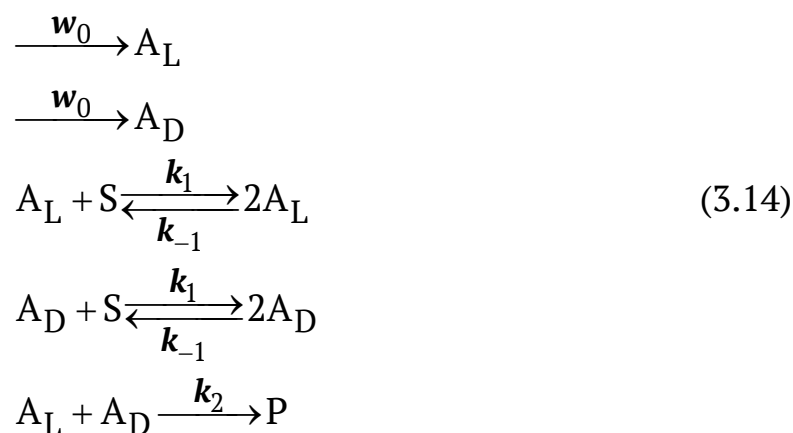 w₀
⟶ A_L
w₀
⟶ A_D
k₁
A_L + S ⇄ 2A_L (3.14)
k₋₁
k₁
A_D + S ⇄ 2A_D
k₋₁
k₂
A_L + A_D ⟶ P